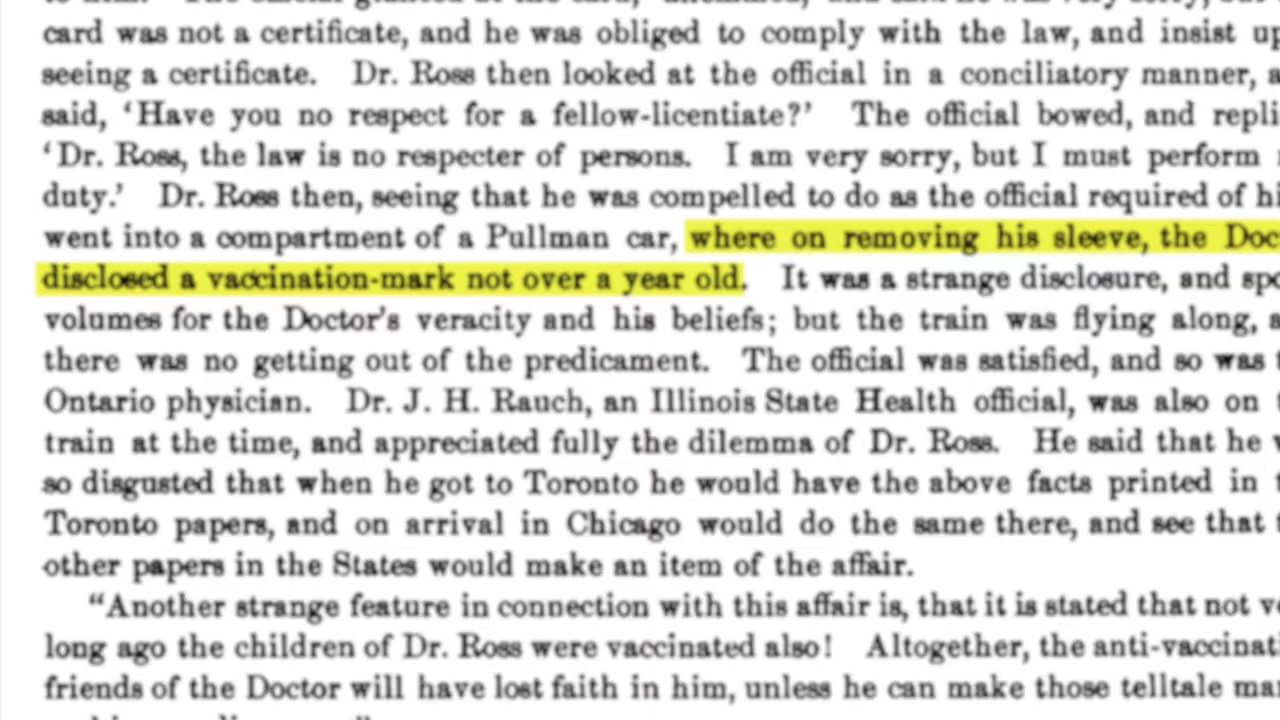 card was not a certificate, and he was obliged to comply with the law, and insist up
seeing a certificate. Dr. Ross then looked at the official in a conciliatory manner, a
said, ‘Have you no respect for a fellow-licentiate?’ The official bowed, and repli
‘Dr. Ross, the law is no respecter of persons. I am very sorry, but I must perform
duty.’ Dr. Ross then, seeing that he was compelled to do as the official required of hi
went into a compartment of a Pullman car, where on removing his sleeve, the Doc
disclosed a vaccination-mark not over a year old. It was a strange disclosure, and spo
volumes for the Doctor’s veracity and his beliefs; but the train was flying along, a
there was no getting out of the predicament. The official was satisfied, and so was t
Ontario physician. Dr. J. H. Rauch, an Illinois State Health official, was also on t
train at the time, and appreciated fully the dilemma of Dr. Ross. He said that he w
so disgusted that when he got to Toronto he would have the above facts printed in t
Toronto papers, and on arrival in Chicago would do the same there, and see that t
other papers in the States would make an item of the affair.
“Another strange feature in connection with this affair is, that it is stated that not ve
long ago the children of Dr. Ross were vaccinated also! Altogether, the anti-vaccinati
friends of the Doctor will have lost faith in him, unless he can make those telltale mar